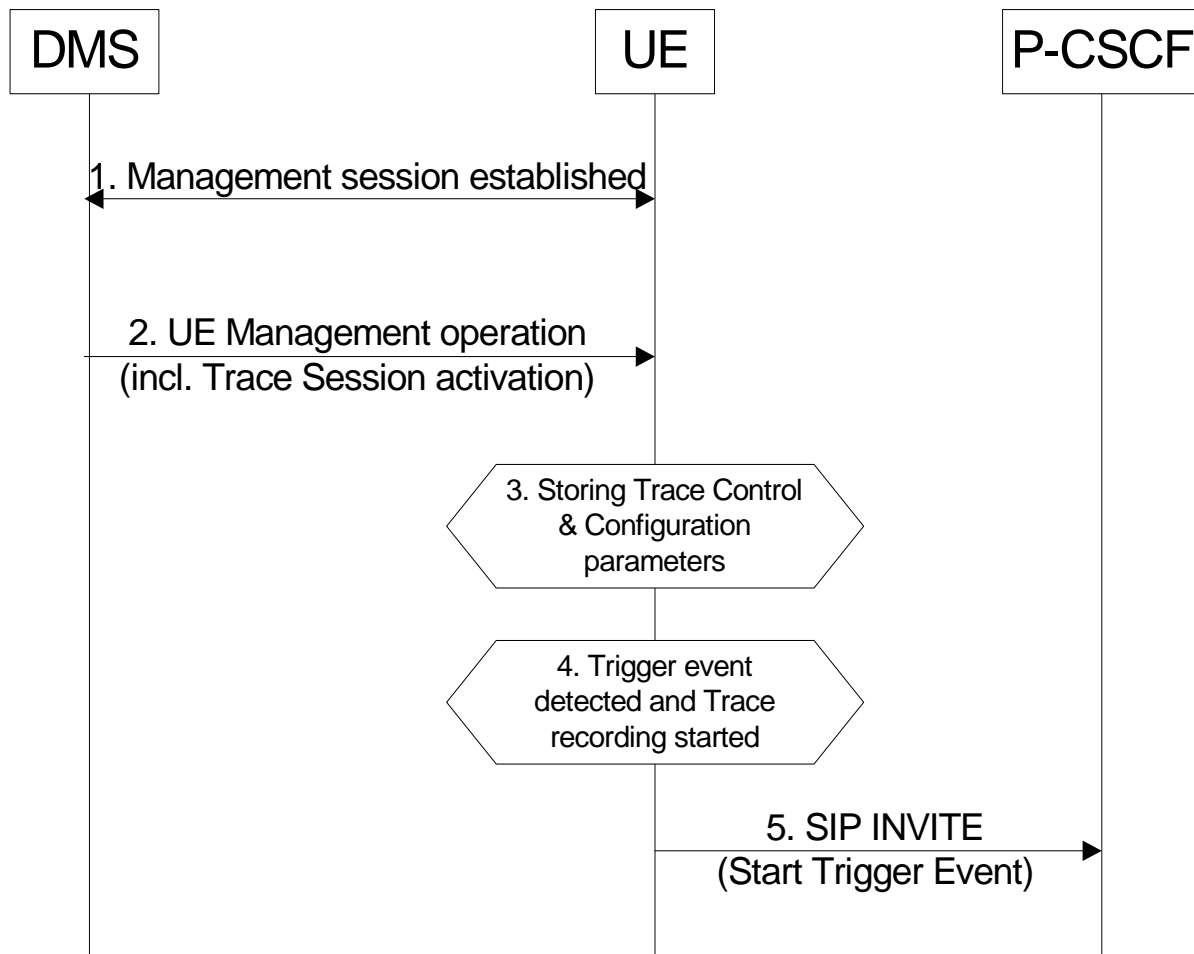 DMS
UE
P-CSCF
1. Management session established
2. UE Management operation
(incl. Trace Session activation)
3. Storing Trace Control
& Configuration
parameters
4. Trigger event
detected and Trace
recording started
5. SIP INVITE
(Start Trigger Event)